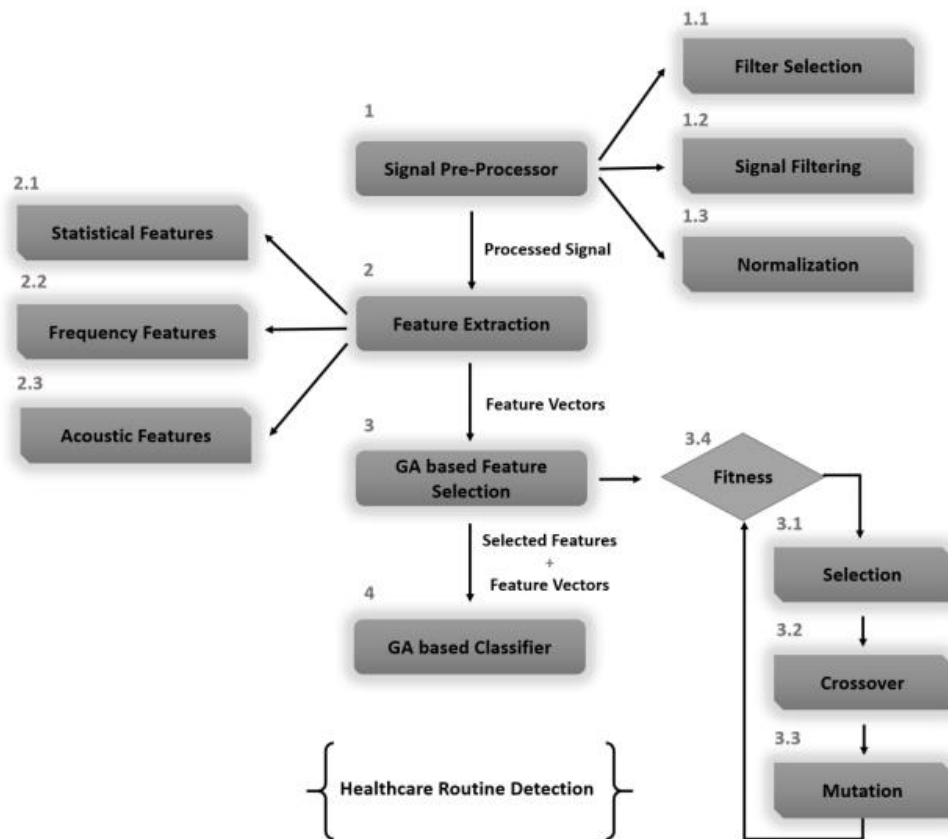 1.1
Filter Selection
1
1.2
Signal Pre-Processor
Signal Filtering
2.1
1.3
Statistical Features
Processed Signal
Normalization
2
2.2
Frequency Features
Feature Extraction
2.3
Feature Vectors
Acoustic Features
3
3.4
GA based Feature
Selection
Fitness
3.1
Selected Features
+
Feature Vectors
Selection
4
3.2
GA based Classifier
Crossover
3.3
Healthcare Routine Detection
Mutation